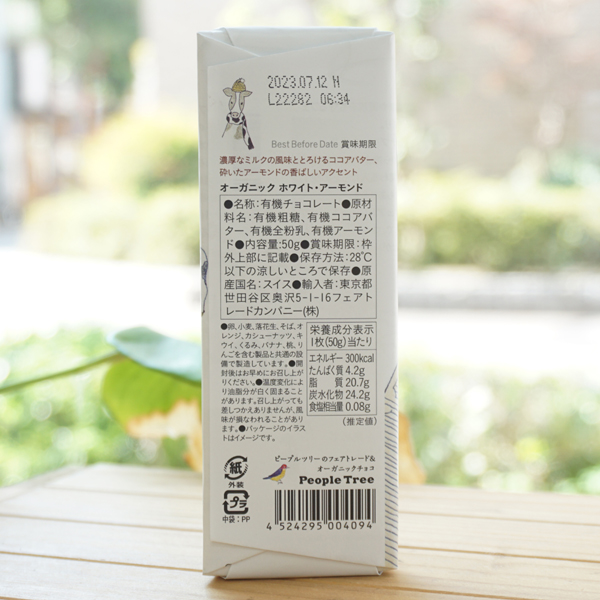 2023.07.12 H
L22282 06:34
Best Before Date 賞味期限
濃厚なミルクの風味ととろけるココアバター、
砕いたアーモンドの香ばしいアクセント
オーガニック ホワイト・アーモンド
●名称:有機チョコレート●原材
料名:有機粗糖、有機ココアバ
ター、有機全粉乳、有機アーモン
ド●内容量:50g●賞味期限:枠
外上部に記載●保存方法:28℃
以下の涼しいところで保存●原
産国名:スイス●輸入者:東京都
世田谷区奥沢5-1-16フェアト
レードカンパニー(株)
●卵、小麦、落花生、そば、オ
レンジ、カシューナッツ、キ
ウイ、くるみ、バナナ、桃、り
んごを含む製品と共通の設
備で製造しています。●開
封後はお早めにお召し上が
りください。●温度変化によ
り油脂分が白く固まること
があります。召し上がっても
差しつかえありませんが、風
味が損なわれることがあり
ます。●パッケージのイラス
トはイメージです。
栄養成分表示
1枚(50g)当たり
エネルギー 300kcal
たんぱく質 4.2g
脂 質 20.7g
炭水化物 24.2g
食塩相当量 0.08g
(推定値)
紙
外装
プラ
中袋:PP
ピープルツリーのフェアトレード&
オーガニックチョコ
People Tree
4 524295 004094